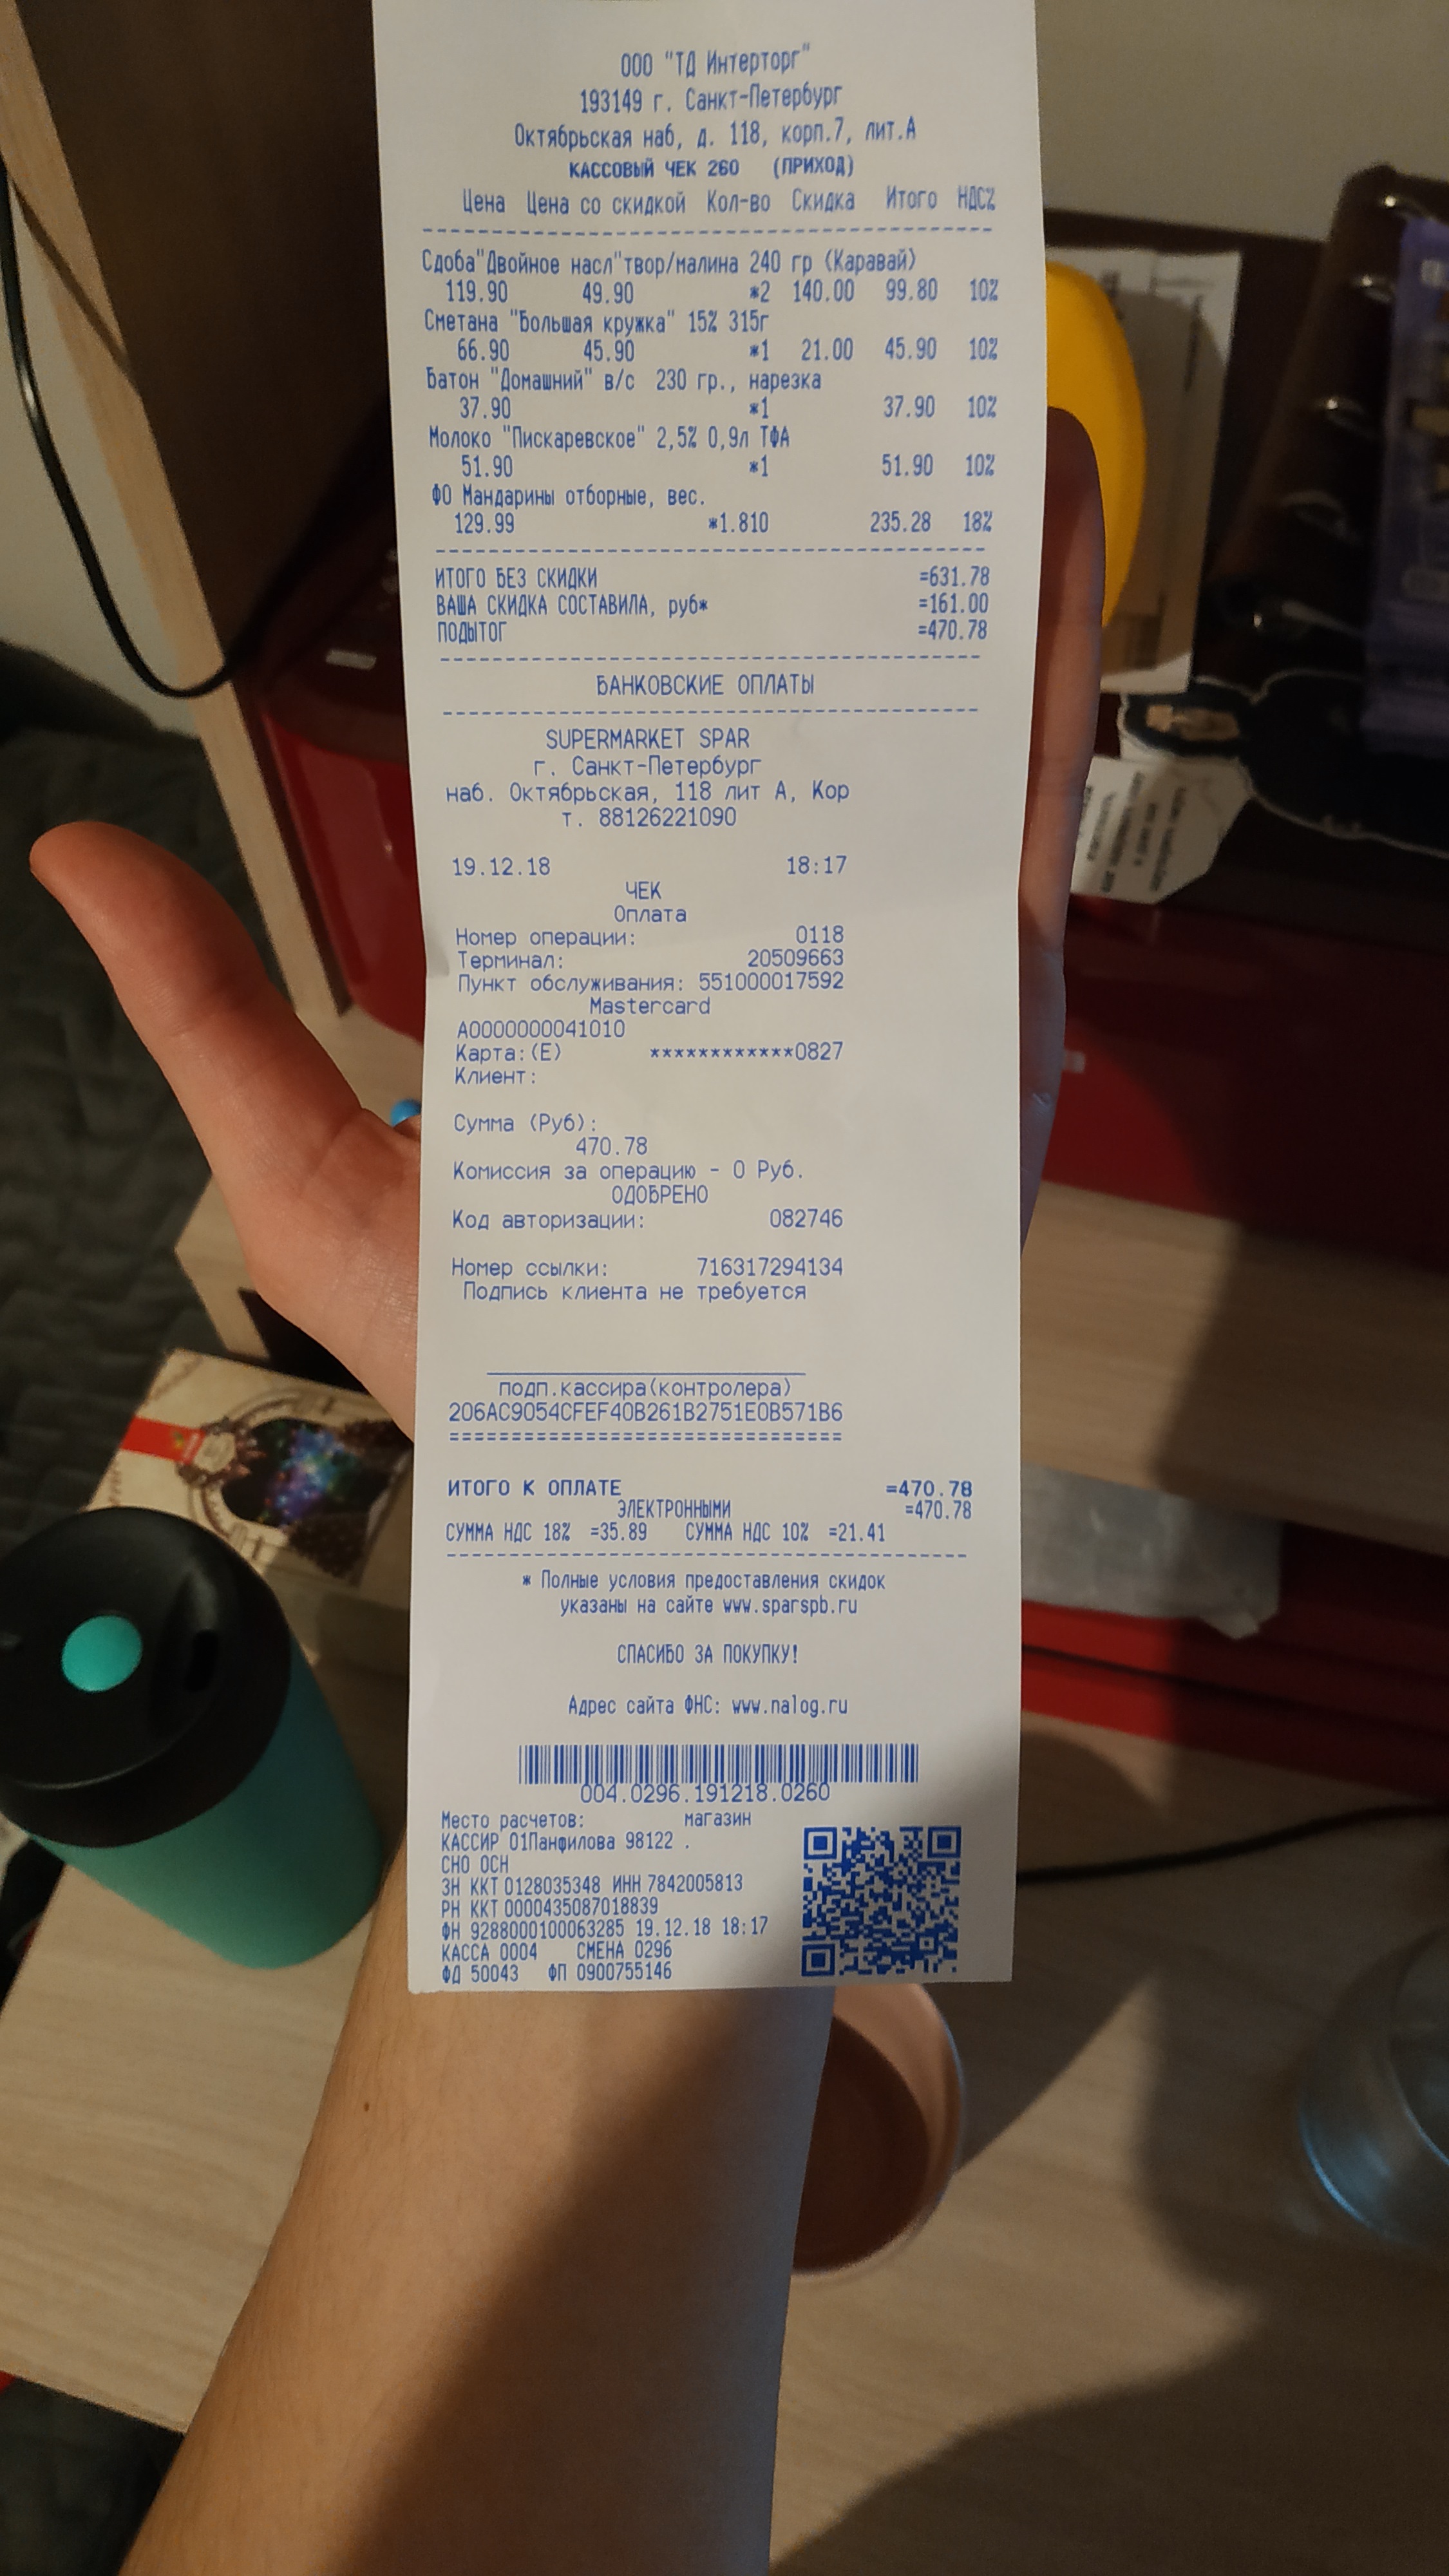 ООО "ТД Интерторг"
193149 г. Санкт-Петербург
Октябрьская наб, д. 118, корп.7, лит.А
КАССОВЫЙ ЧЕК 260 (ПРИХОД)
Цена Цена со скидкой Кол-во Скидка Итого НДС%
Сдоба"Двойное насл"твор/малина 240 гр (Каравай)
119.90 49.90 *2 140.00 99.80 10%
Сметана "Большая кружка" 15% 315г
66.90 45.90 *1 21.00 45.90 10%
Батон "Домашний" в/с 230 гр., нарезка
37.90 *1 37.90 10%
Молоко "Пискаревское" 2,5% 0,9л ТФА
51.90 *1 51.90 10%
ФО Мандарины отборные, вес.
129.99 *1.810 235.28 18%
ИТОГО БЕЗ СКИДКИ =631.78
ВАША СКИДКА СОСТАВИЛА, руб* =161.00
ПОДЫТОГ =470.78
БАНКОВСКИЕ ОПЛАТЫ
SUPERMARKET SPAR
г. Санкт-Петербург
наб. Октябрьская, 118 лит А, Кор
т. 88126221090
19.12.18 18:17
ЧЕК
Оплата
Номер операции: 0118
Терминал: 20509663
Пункт обслуживания: 551000017592
Mastercard
A0000000041010
Карта:(E) ************0827
Клиент:
Сумма (Руб):
470.78
Комиссия за операцию - 0 Руб.
ОДОБРЕНО
Код авторизации: 082746
Номер ссылки: 716317294134
Подпись клиента не требуется
подп.кассира(контролера)
206AC9054CFEF40B261B2751E0B571B6
===============================
ИТОГО К ОПЛАТЕ =470.78
ЭЛЕКТРОННЫМИ =470.78
СУММА НДС 18% =35.89 СУММА НДС 10% =21.41
* Полные условия предоставления скидок
указаны на сайте www.sparspb.ru
СПАСИБО ЗА ПОКУПКУ!
Адрес сайта ФНС: www.nalog.ru
004.0296.191218.0260
Место расчетов: магазин
КАССИР 01Панфилова 98122 .
СНО ОСН
ЗН ККТ 0128035348 ИНН 7842005813
РН ККТ 0000435087018839
ФН 9288000100063285 19.12.18 18:17
КАССА 0004 СМЕНА 0296
ФД 50043 ФП 0900755146